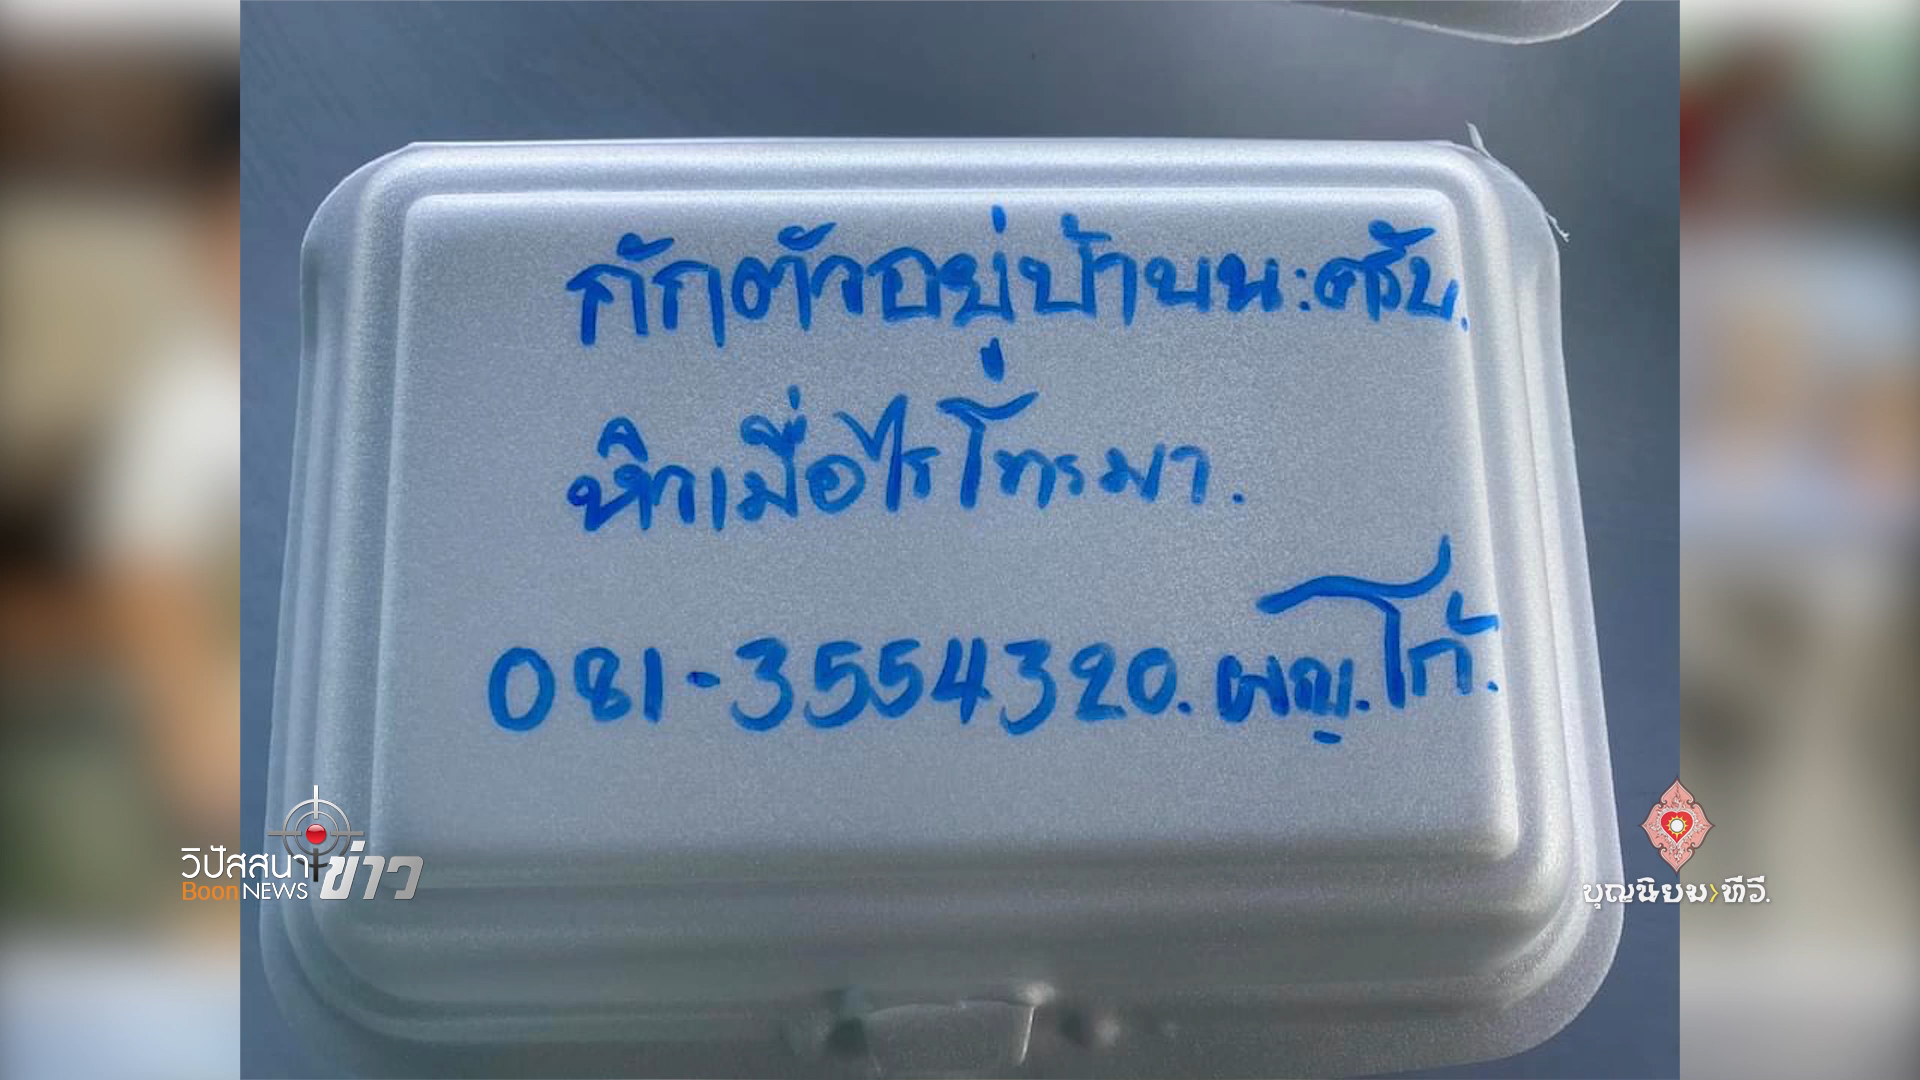 กักตัวอยู่บ้านนะครับ.
หิวเมื่อไรโทรมา.
081-3554320. ผญ.โก้.
วิปัสสนาข่าว
Boon NEWS
บุญนิยมทีวี.